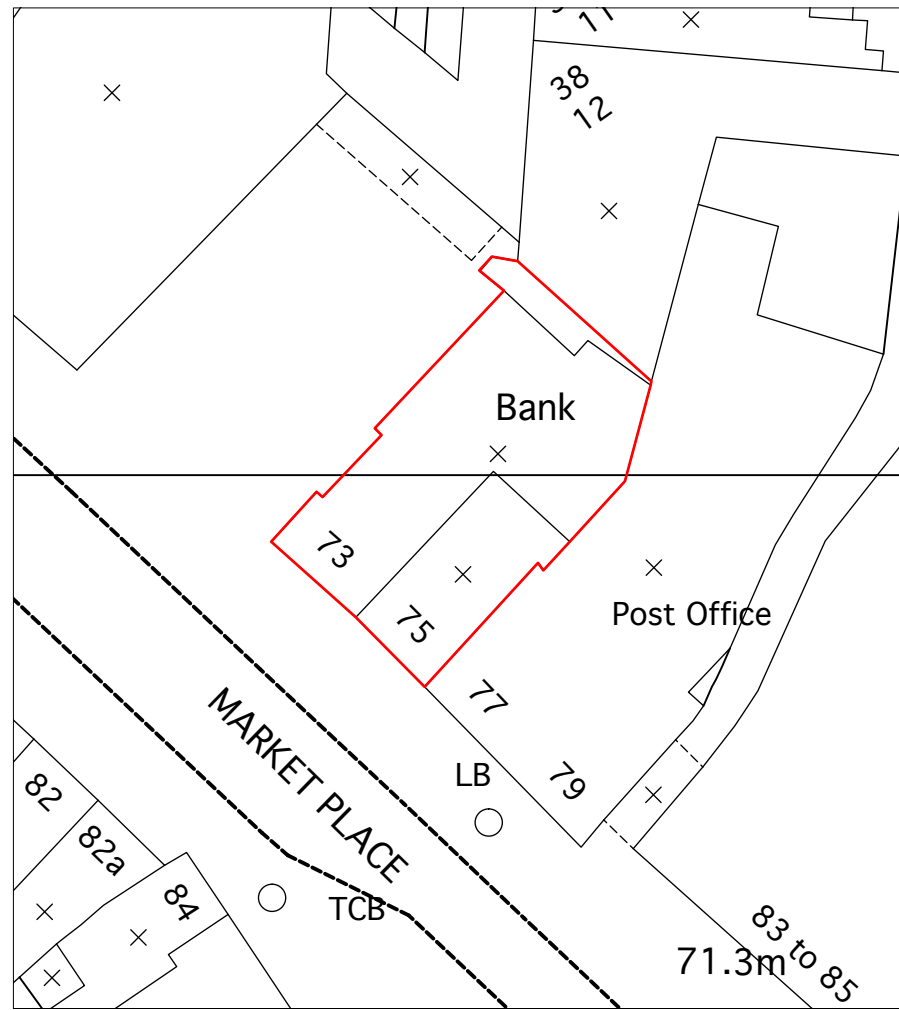 11
38
12
Bank
73
75
Post Office
77
79
LB
MARKET PLACE
82
82a
84
TCB
83 to 85
71.3m